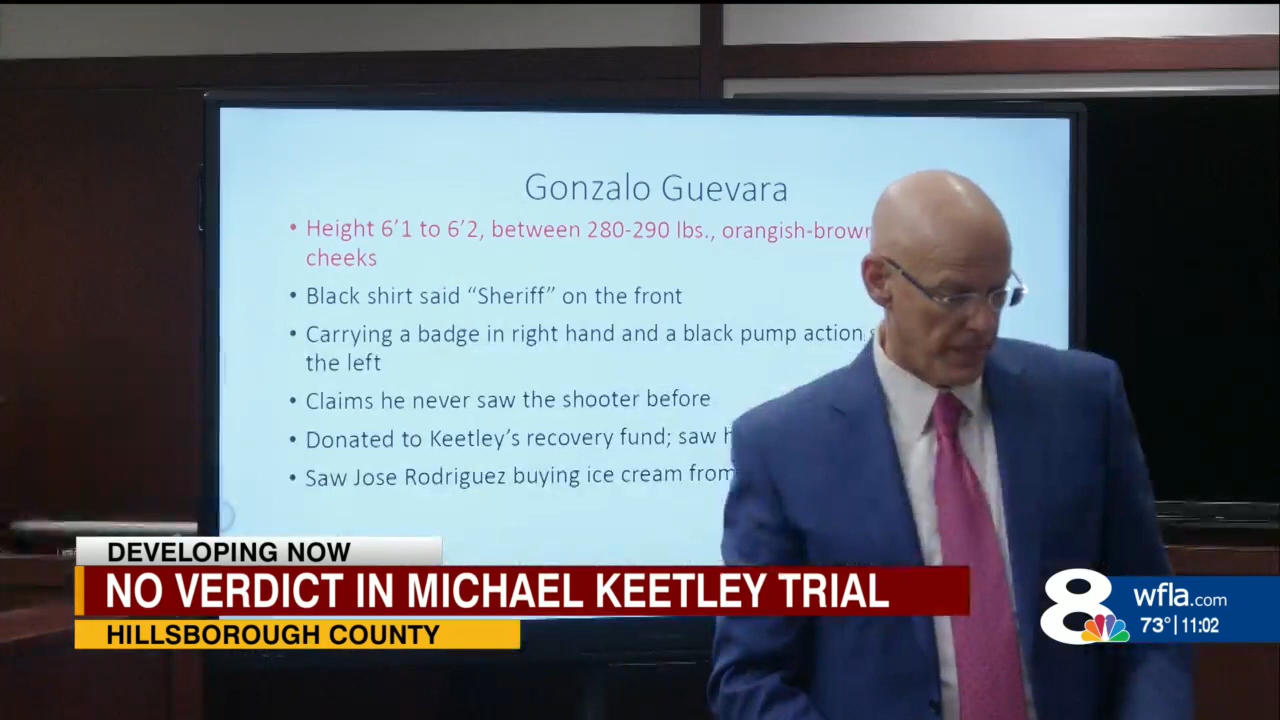 Gonzalo Guevara
• Height 6'1 to 6'2, between 280-290 lbs., orangish-brown
cheeks
• Black shirt said "Sheriff" on the front
• Carrying a badge in right hand and a black pump action
the left
• Claims he never saw the shooter before
• Donated to Keetley's recovery fund; saw
• Saw Jose Rodriguez buying ice cream from
DEVELOPING NOW
NO VERDICT IN MICHAEL KEETLEY TRIAL
HILLSBOROUGH COUNTY
8
wfla.com
73° | 11:02